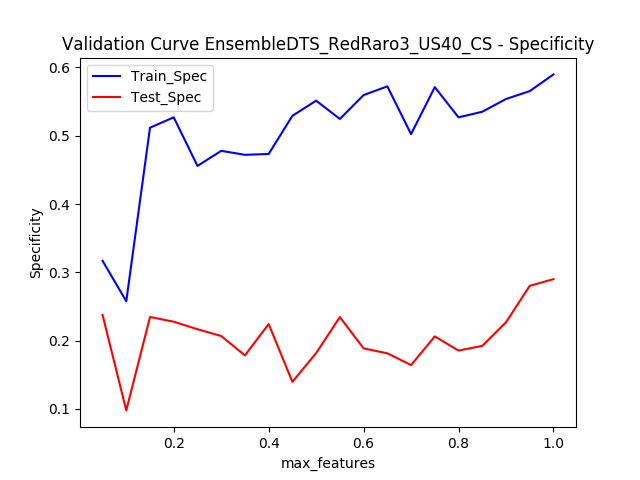 Validation Curve EnsembleDTS_RedRaro3_US40_CS - Specificity
Train_Spec
Test_Spec
0.6
0.5
0.4
0.3
0.2
0.1
Specificity
0.2 0.4 0.6 0.8 1.0
max_features